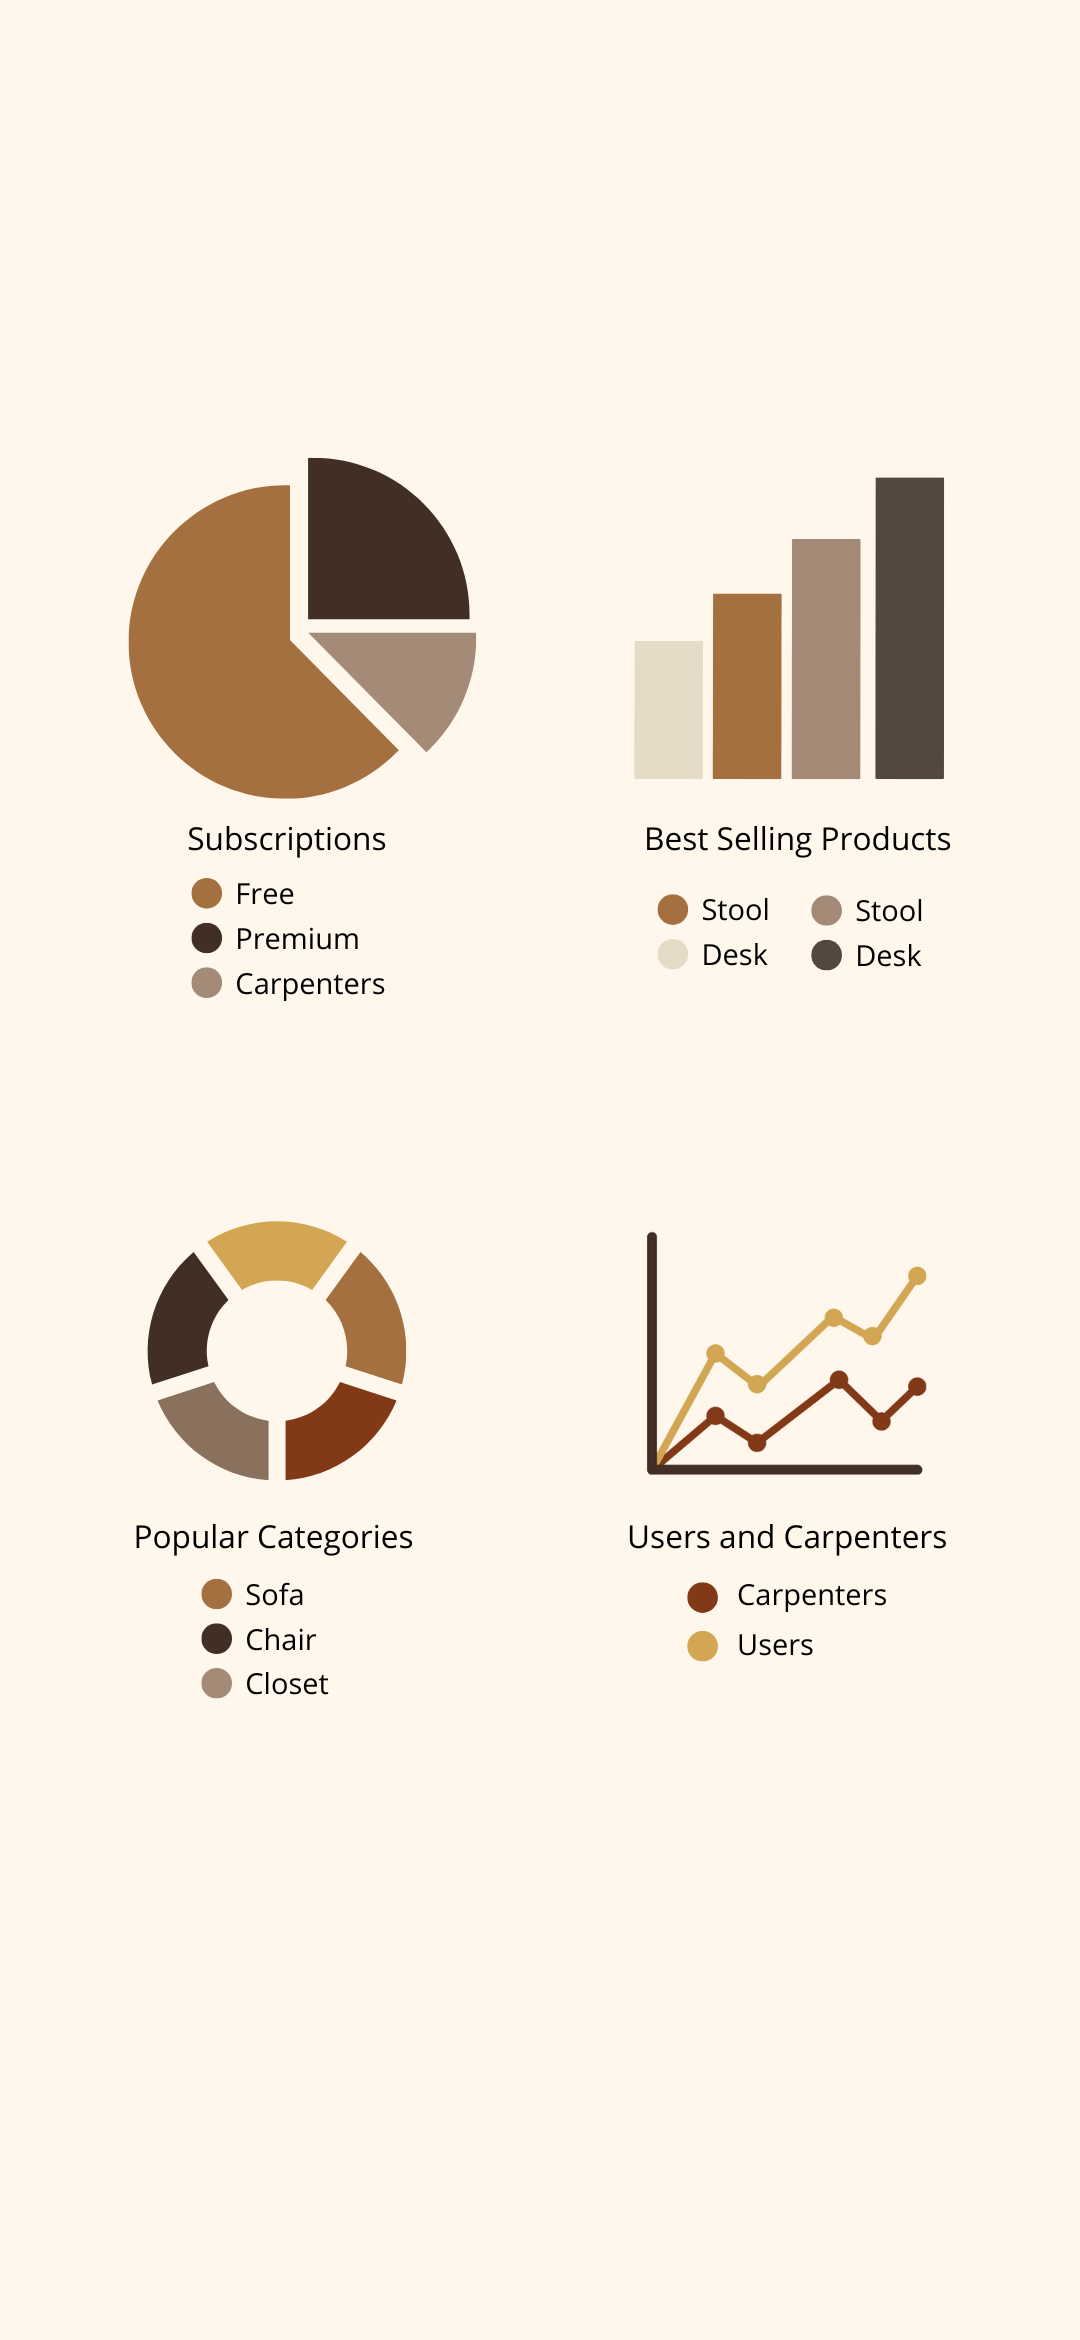 Subscriptions
Free
Premium
Carpenters
Best Selling Products
Stool
Stool
Desk
Desk
Popular Categories
Sofa
Chair
Closet
Users and Carpenters
Carpenters
Users